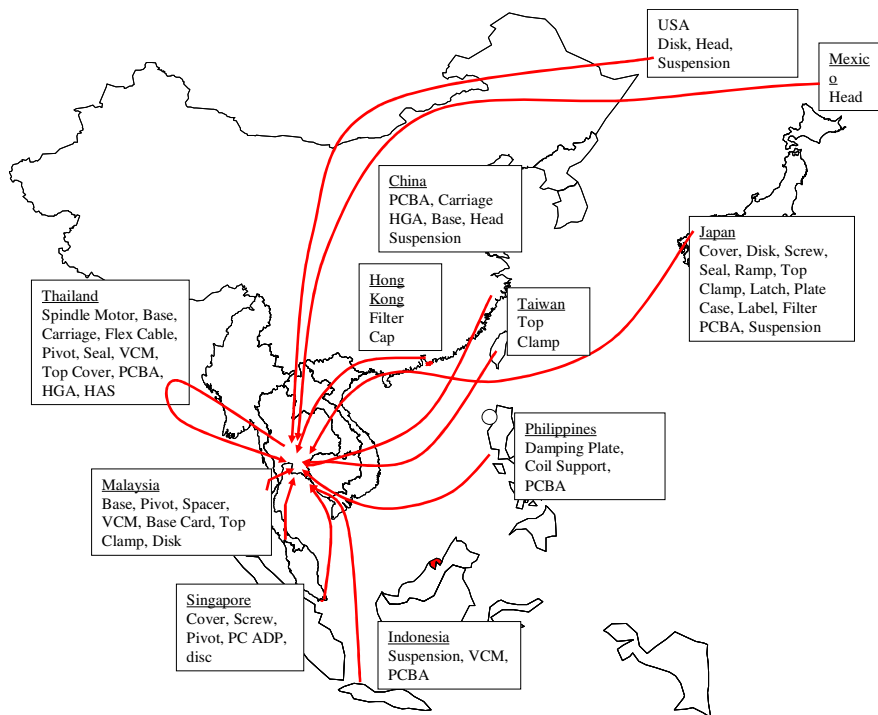 USA
Disk, Head,
Suspension
Mexic
o
Head
China
PCBA, Carriage
HGA, Base, Head
Suspension
Japan
Cover, Disk, Screw,
Seal, Ramp, Top
Clamp, Latch, Plate
Case, Label, Filter
PCBA, Suspension
Hong
Kong
Filter
Cap
Taiwan
Top
Clamp
Thailand
Spindle Motor, Base,
Carriage, Flex Cable,
Pivot, Seal, VCM,
Top Cover, PCBA,
HGA, HAS
Philippines
Damping Plate,
Coil Support,
PCBA
Malaysia
Base, Pivot, Spacer,
VCM, Base Card, Top
Clamp, Disk
Singapore
Cover, Screw,
Pivot, PC ADP,
disc
Indonesia
Suspension, VCM,
PCBA